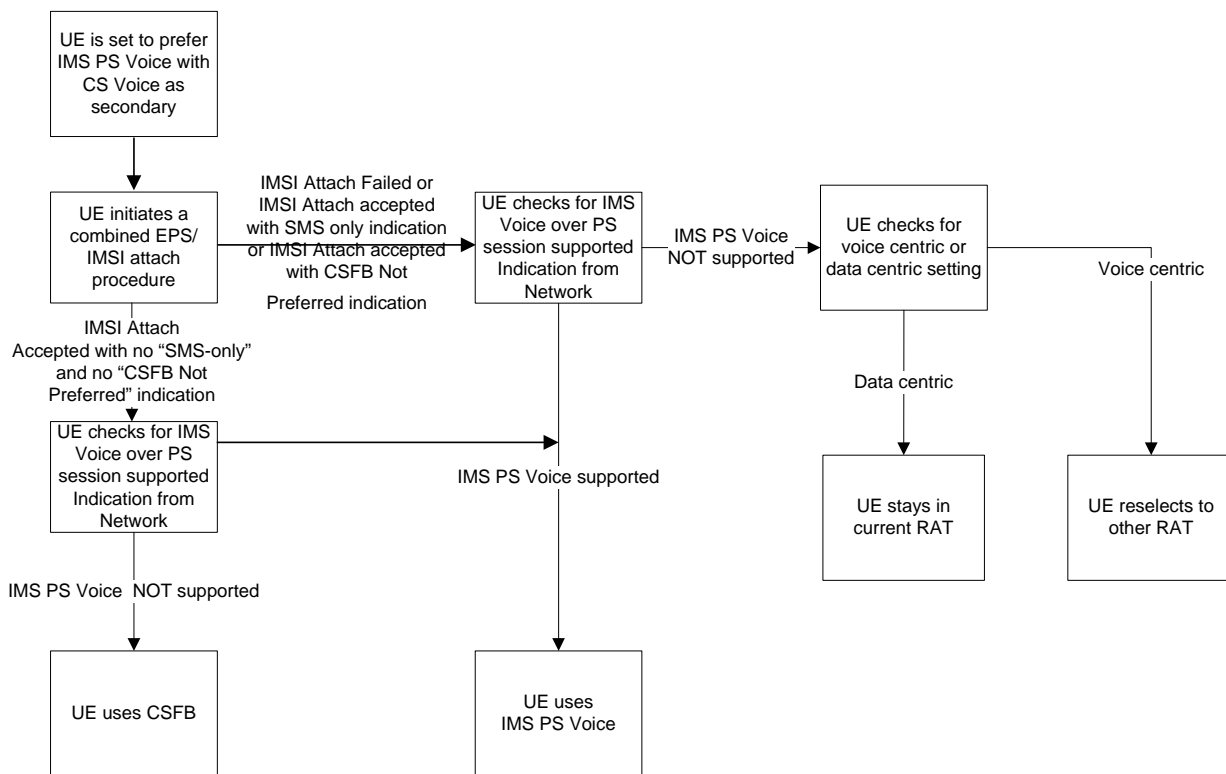 UE is set to prefer
IMS PS Voice with
CS Voice as
secondary
UE initiates a
combined EPS/
IMSI attach
procedure
IMSI Attach Failed or
IMSI Attach accepted
with SMS only indication
or IMSI Attach accepted
with CSFB Not
Preferred indication
UE checks for IMS
Voice over PS
session supported
Indication from
Network
IMS PS Voice
NOT supported
UE checks for
voice centric or
data centric setting
Voice centric
IMSI Attach
Accepted with no “SMS-only”
and no “CSFB Not
Preferred” indication
Data centric
UE checks for IMS
Voice over PS
session supported
Indication from
Network
IMS PS Voice supported
UE stays in
current RAT
UE reselects to
other RAT
IMS PS Voice  NOT supported
UE uses CSFB
UE uses
IMS PS Voice